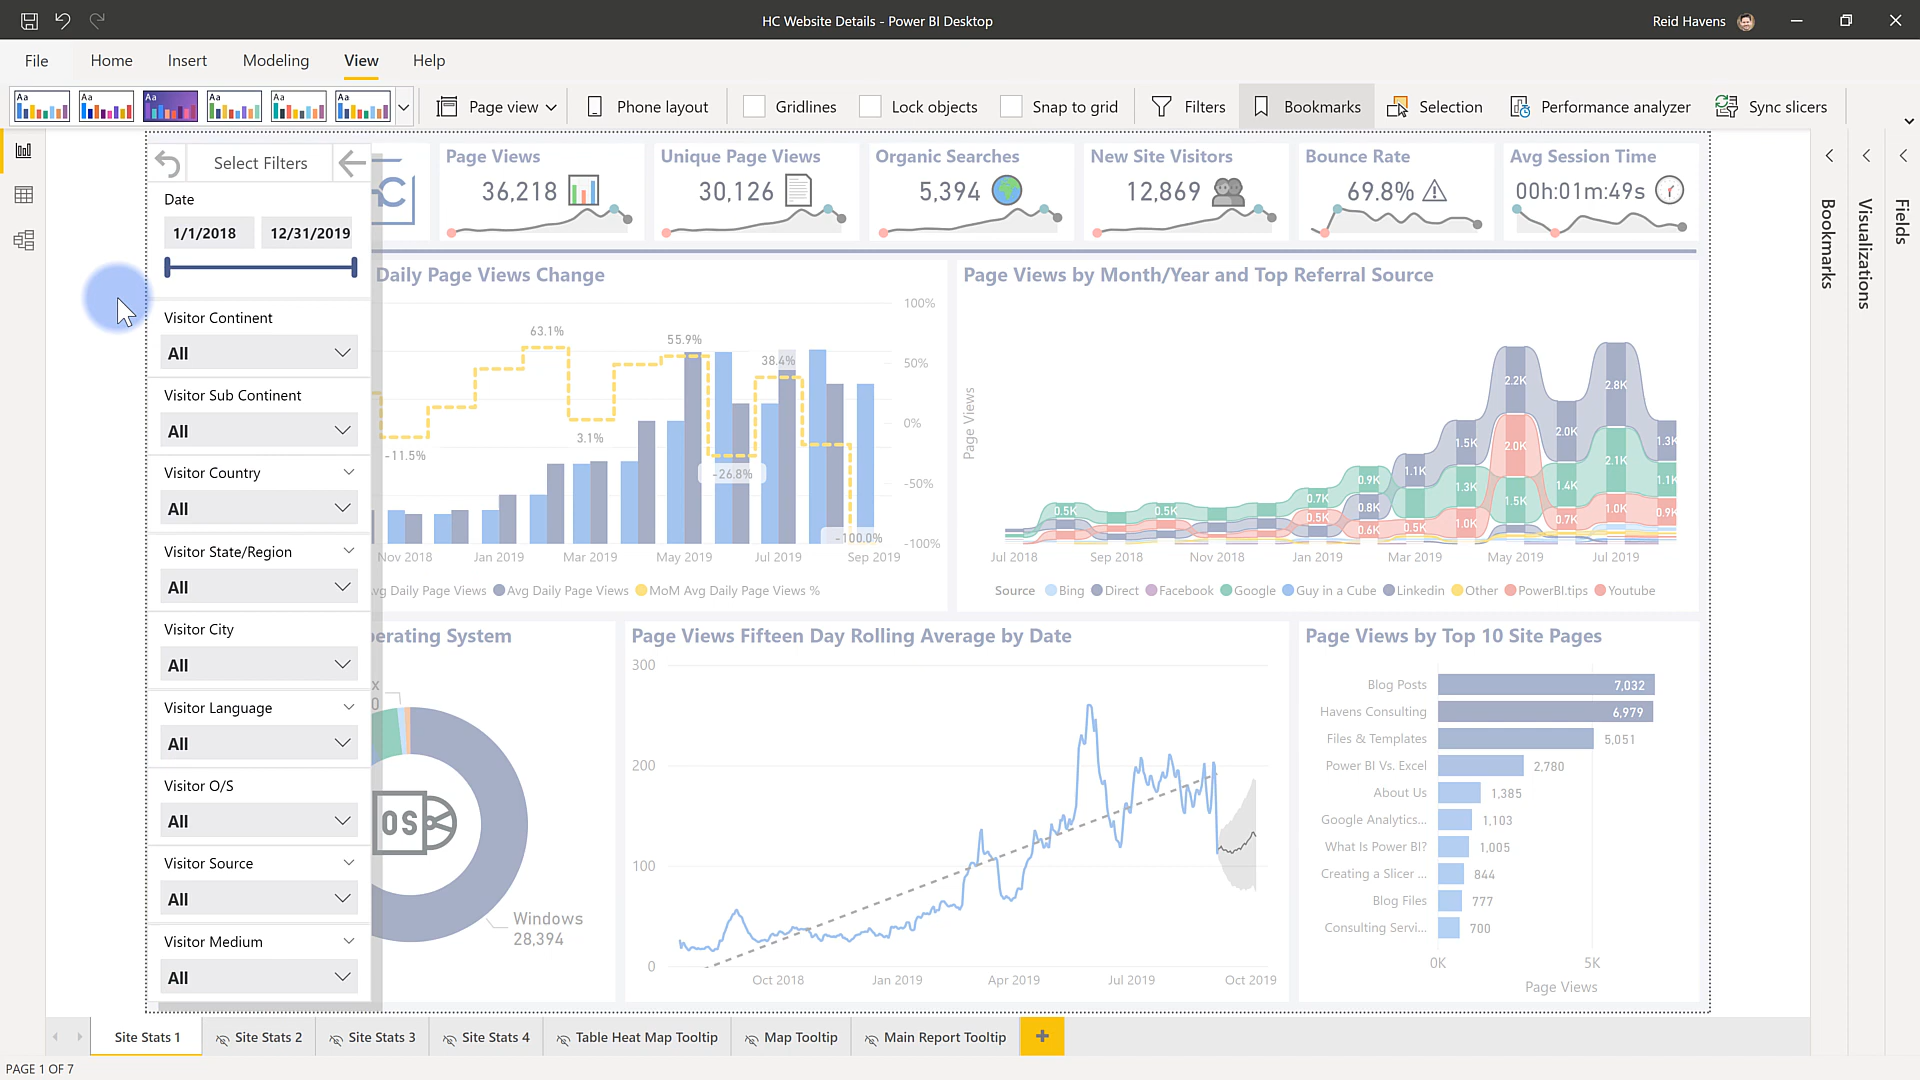 HC Website Details - Power BI Desktop
Reid Havens
File Home Insert Modeling View Help
Aa Aa Aa Aa Aa Aa
Page view Phone layout Gridlines Lock objects Snap to grid Filters Bookmarks Selection Performance analyzer Sync slicers
Select Filters
Date
1/1/2018 12/31/2019
Visitor Continent
All
Visitor Sub Continent
All
Visitor Country
All
Visitor State/Region
All
Visitor City
All
Visitor Language
All
Visitor O/S
All
Visitor Source
All
Visitor Medium
All
C
Page Views
36,218
Unique Page Views
30,126
Organic Searches
5,394
New Site Visitors
12,869
Bounce Rate
69.8%
Avg Session Time
00h:01m:49s
Daily Page Views Change
100%
50%
0%
-50%
-100%
-11.5%
63.1%
3.1%
55.9%
-26.8%
38.4%
-100.0%
Nov 2018 Jan 2019 Mar 2019 May 2019 Jul 2019 Sep 2019
vg Daily Page Views Avg Daily Page Views MoM Avg Daily Page Views %
Page Views by Month/Year and Top Referral Source
Page Views
0.5K 0.5K 0.7K 0.5K 0.9K 0.8K 0.6K 1.1K 0.5K 1.5K 1.3K 1.0K 2.2K 2.0K 1.5K 2.0K 1.4K 0.7K 2.8K 2.1K 1.0K 1.3K 1.1K 0.9K
Jul 2018 Sep 2018 Nov 2018 Jan 2019 Mar 2019 May 2019 Jul 2019
Source Bing Direct Facebook Google Guy in a Cube Linkedin Other PowerBI.tips Youtube
perating System
x
0
OS
Windows
28,394
Page Views Fifteen Day Rolling Average by Date
300
200
100
0
Oct 2018 Jan 2019 Apr 2019 Jul 2019 Oct 2019
Page Views by Top 10 Site Pages
Blog Posts 7,032
Havens Consulting 6,979
Files & Templates 5,051
Power BI Vs. Excel 2,780
About Us 1,385
Google Analytics... 1,103
What Is Power BI? 1,005
Creating a Slicer ... 844
Blog Files 777
Consulting Servi... 700
0K 5K
Page Views
Bookmarks
Visualizations
Fields
Site Stats 1 Site Stats 2 Site Stats 3 Site Stats 4 Table Heat Map Tooltip Map Tooltip Main Report Tooltip +
PAGE 1 OF 7